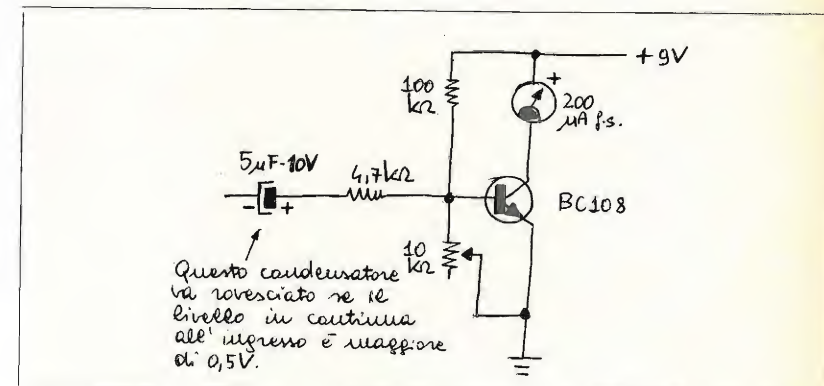 +9V
100
kΩ
+
200
μA f.s.
5μF-10V
4,7kΩ
- +
BC108
10
kΩ
Questo condensatore
va rovesciato se il
livello in continua
all'ingresso è maggiore
di 0,5V.